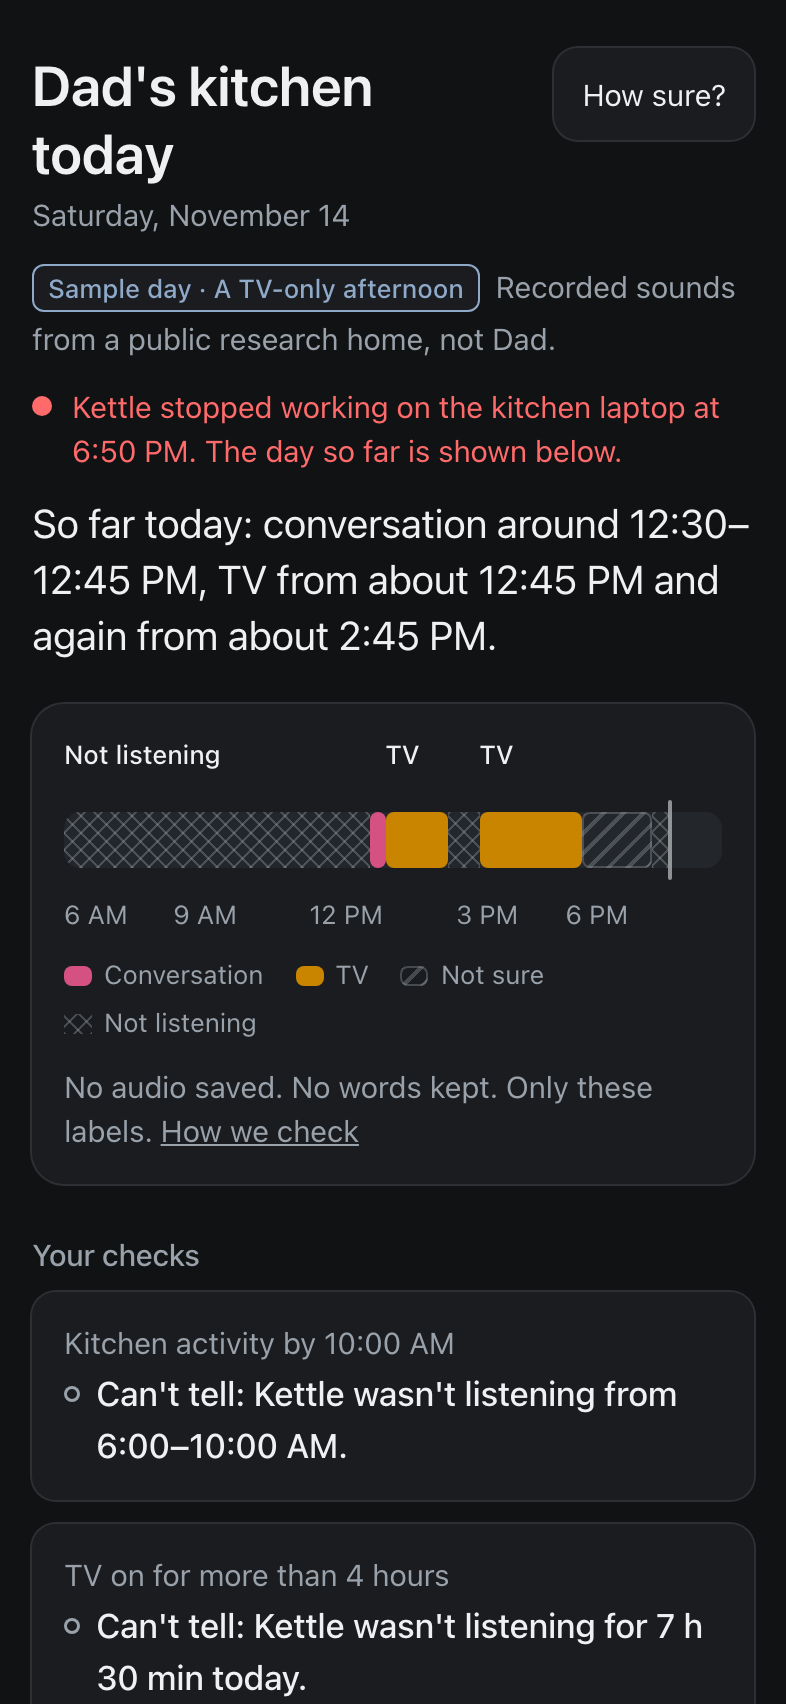 Dad's kitchen
today
How sure?
Saturday, November 14
Sample day · A TV-only afternoon Recorded sounds
from a public research home, not Dad.
Kettle stopped working on the kitchen laptop at
6:50 PM. The day so far is shown below.
So far today: conversation around 12:30–
12:45 PM, TV from about 12:45 PM and
again from about 2:45 PM.
Not listening TV TV
6 AM 9 AM 12 PM 3 PM 6 PM
Conversation TV Not sure
Not listening
No audio saved. No words kept. Only these
labels. How we check
Your checks
Kitchen activity by 10:00 AM
Can't tell: Kettle wasn't listening from
6:00–10:00 AM.
TV on for more than 4 hours
Can't tell: Kettle wasn't listening for 7 h
30 min today.